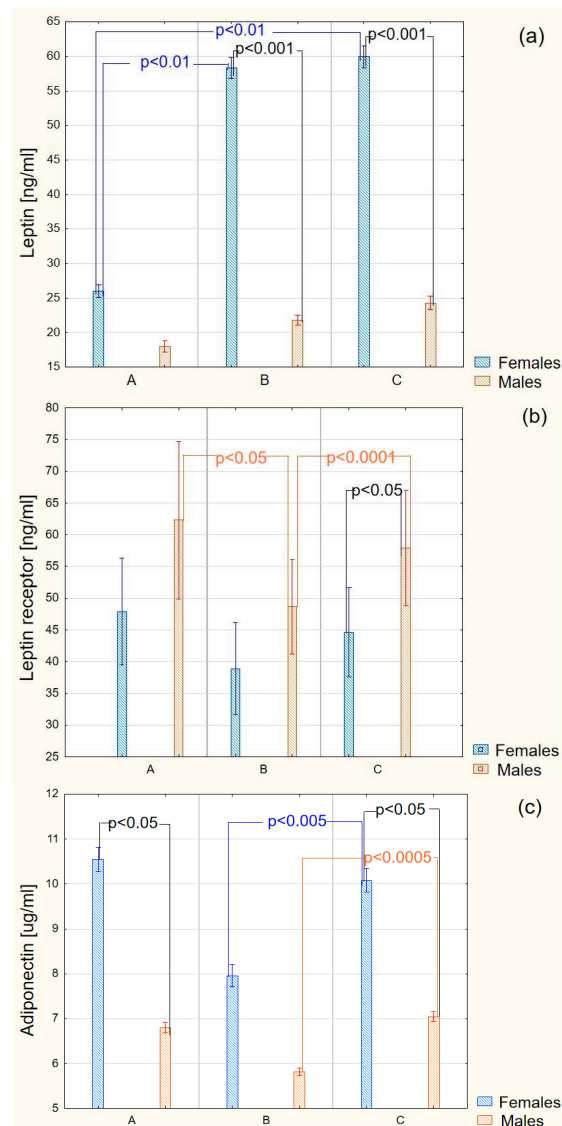 65
(a)
p<0.01
p<0.001
p<0.001
60
p<0.01
55
50
45
40
35
30
25
20
15
Leptin [ng/ml]
A
B
C
Females
Males
80
(b)
75
p<0.05
p<0.0001
70
p<0.05
65
60
55
50
45
40
35
30
25
Leptin receptor [ng/ml]
A
B
C
Females
Males
12
(c)
p<0.05
p<0.005
p<0.05
11
p<0.0005
10
9
8
7
6
5
Adiponectin [ug/ml]
A
B
C
Females
Males